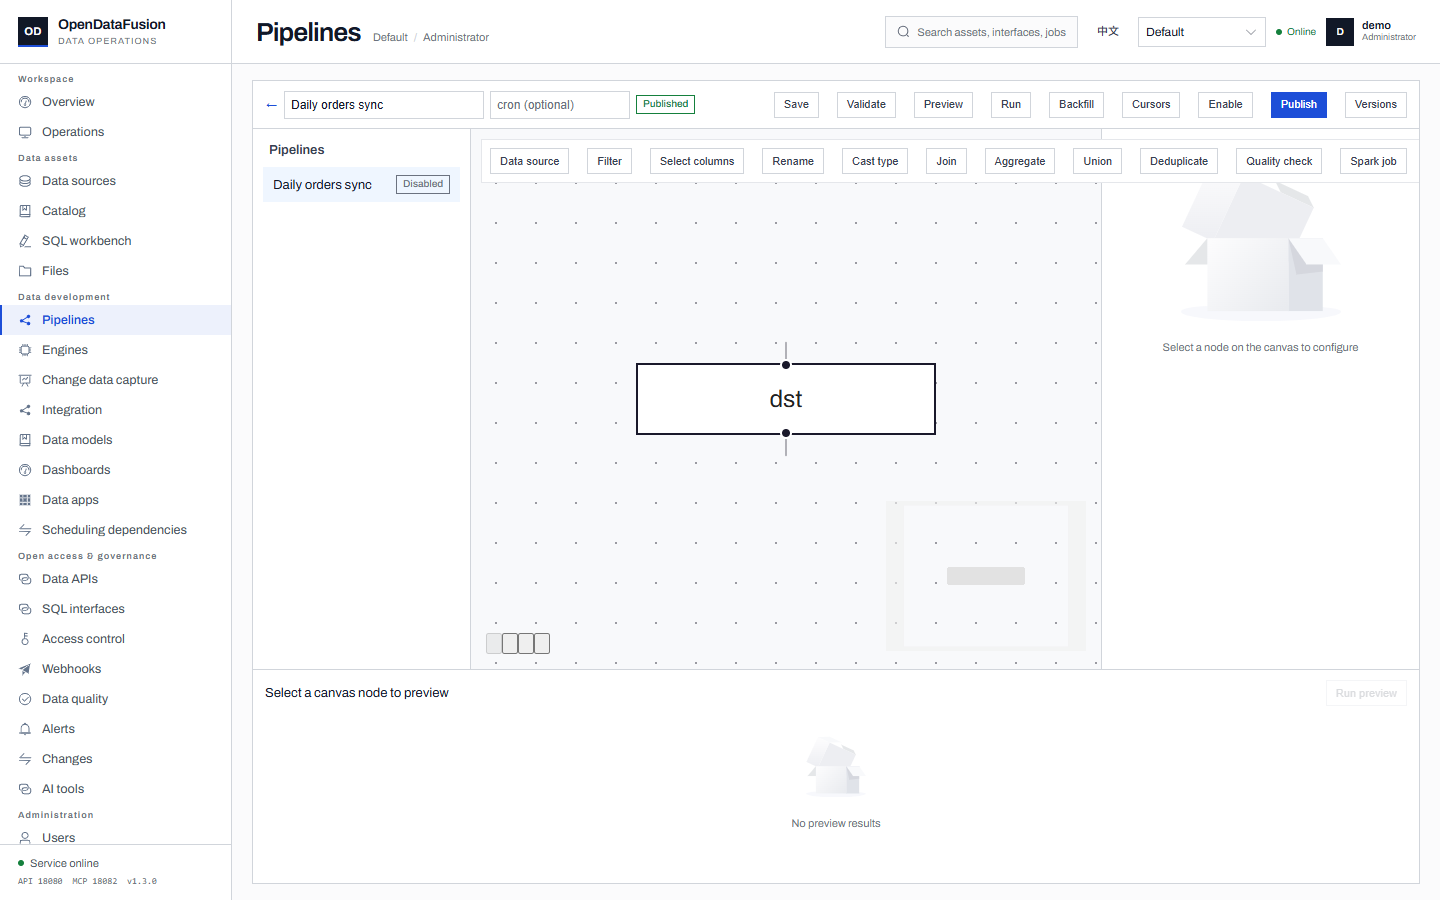 OD
OpenDataFusion
DATA OPERATIONS
Pipelines
Default / Administrator
Search assets, interfaces, jobs
中文
Default
Online
D
demo
Administrator
Workspace
Overview
Operations
Data assets
Data sources
Catalog
SQL workbench
Files
Data development
Pipelines
Engines
Change data capture
Integration
Data models
Dashboards
Data apps
Scheduling dependencies
Open access & governance
Data APIs
SQL interfaces
Access control
Webhooks
Data quality
Alerts
Changes
AI tools
Administration
Users
Service online
API 18080 MCP 18082 v1.3.0
← Daily orders sync
cron (optional)
Published
Save
Validate
Preview
Run
Backfill
Cursors
Enable
Publish
Versions
Pipelines
Daily orders sync
Disabled
Data source
Filter
Select columns
Rename
Cast type
Join
Aggregate
Union
Deduplicate
Quality check
Spark job
dst
Select a node on the canvas to configure
Select a canvas node to preview
Run preview
No preview results